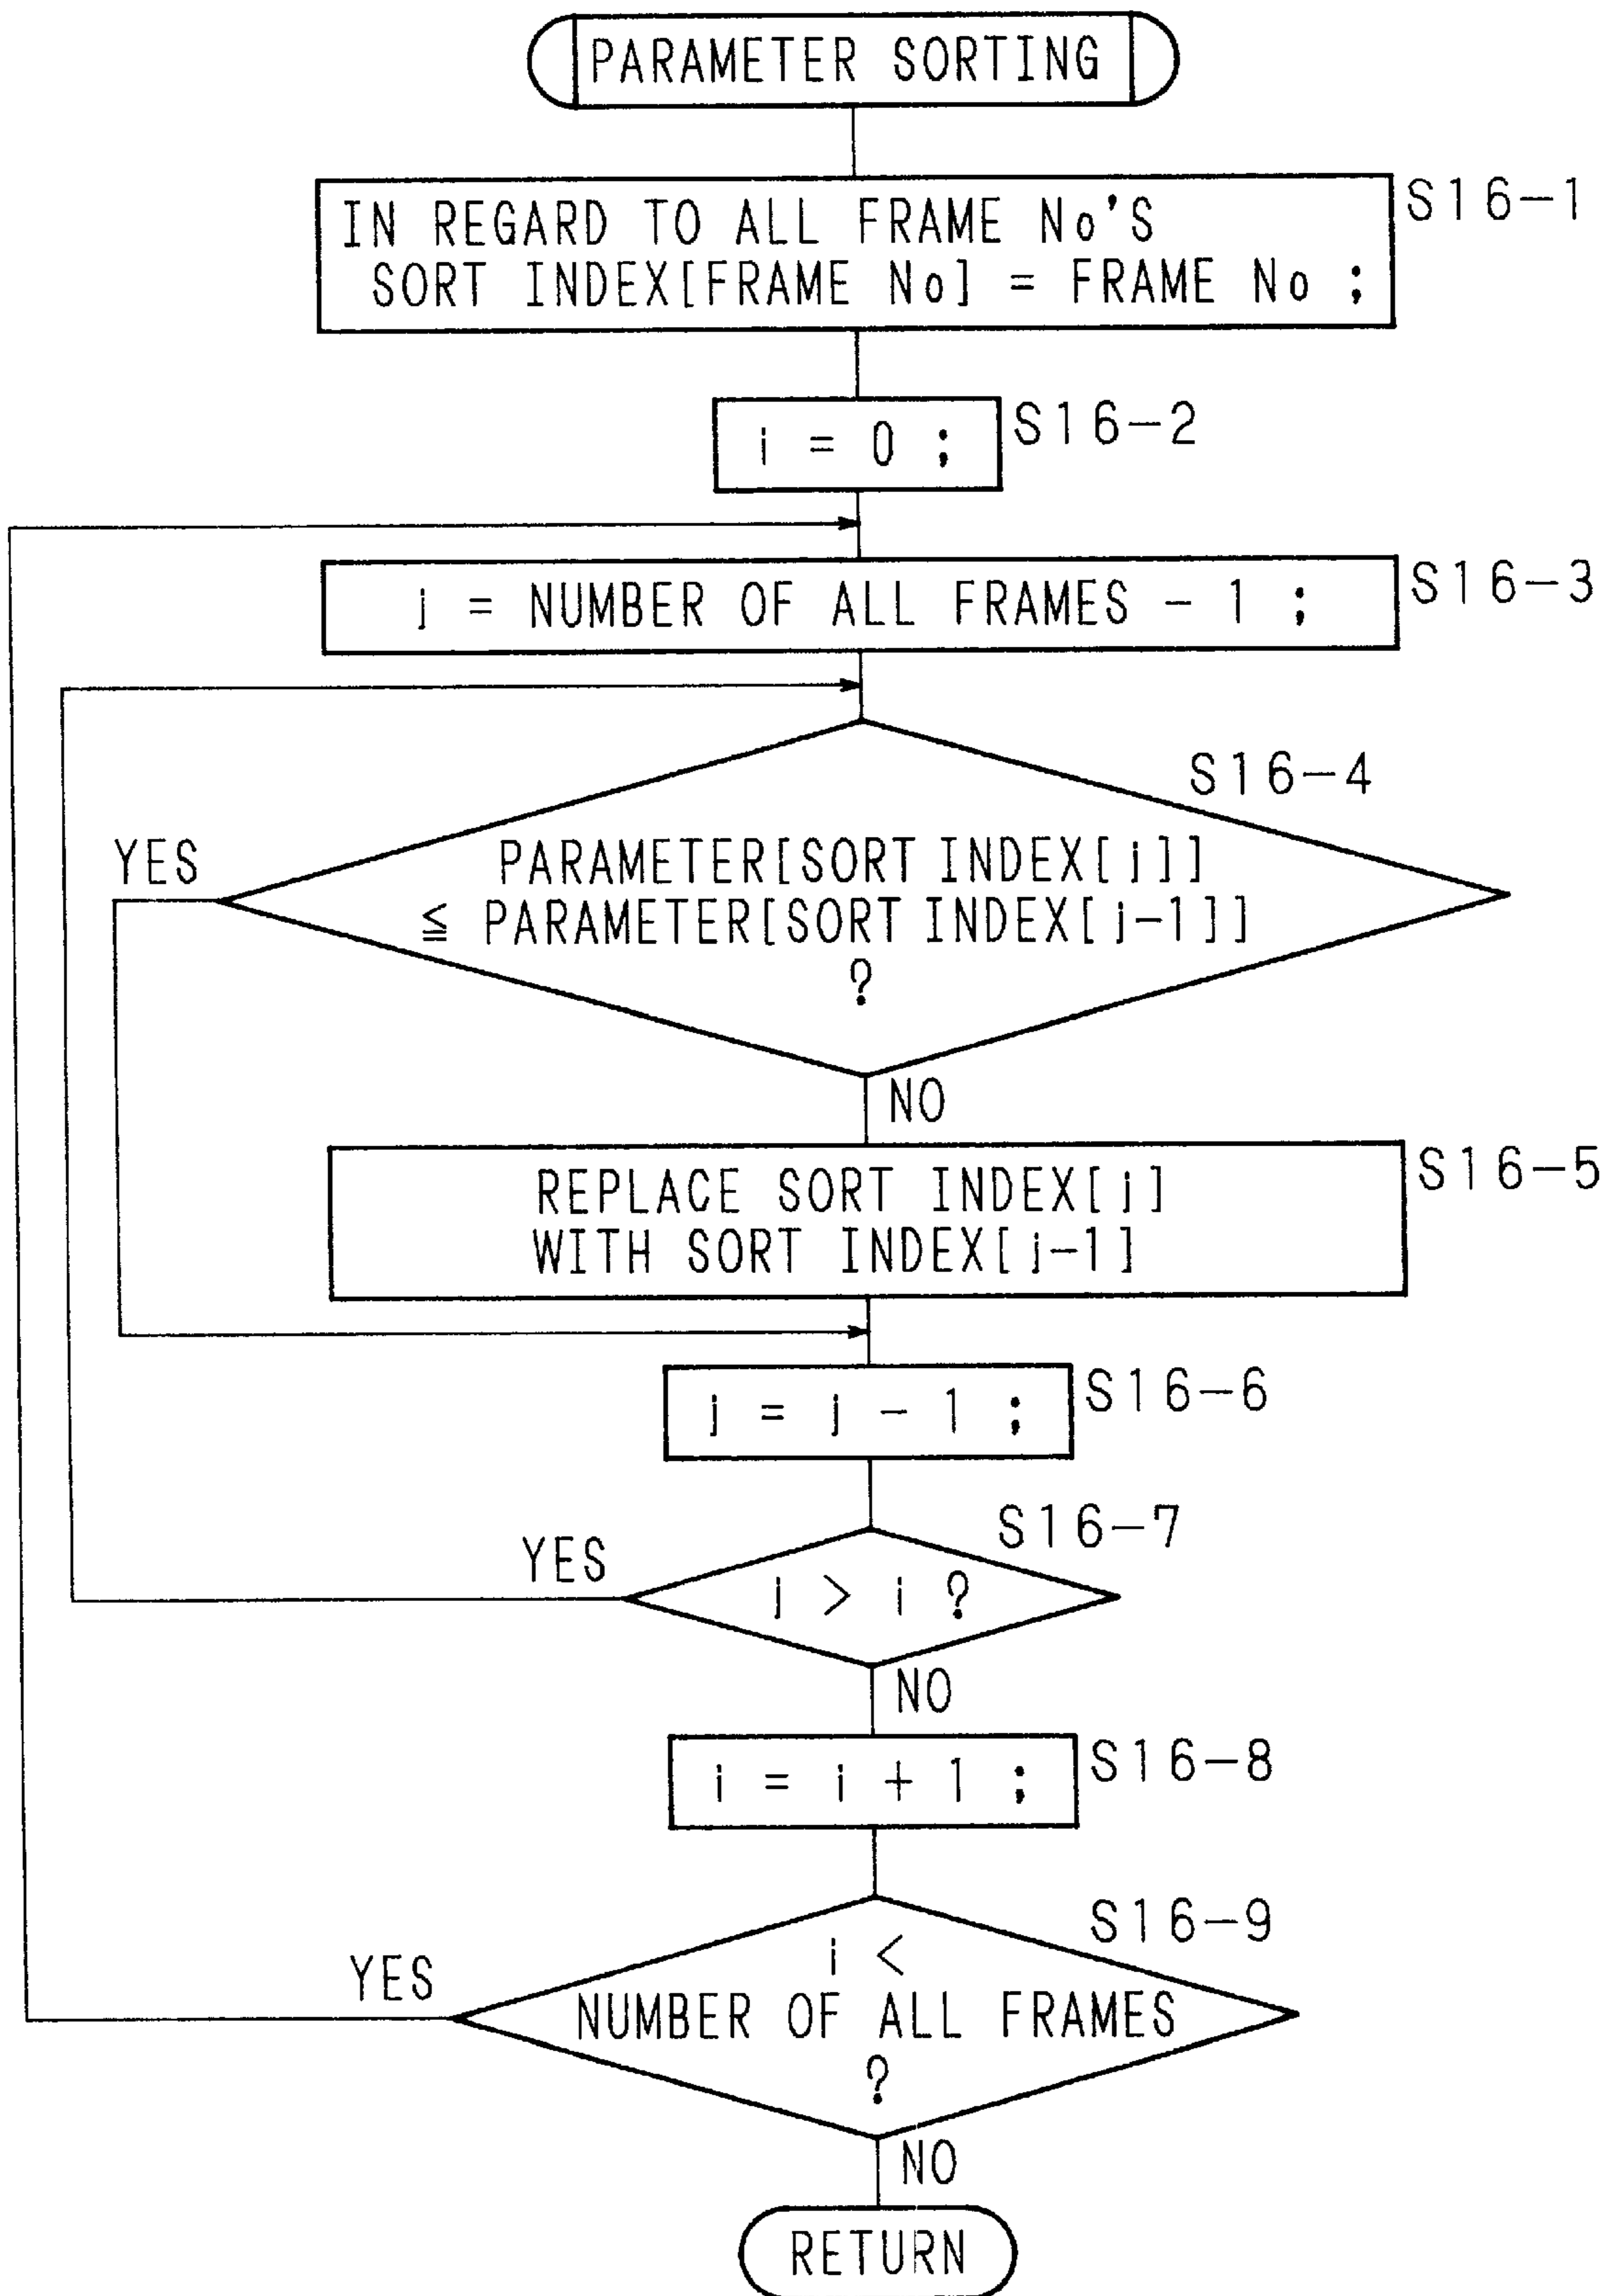 PARAMETER SORTING
S16-1
IN REGARD TO ALL FRAME No'S
SORT INDEX[FRAME No] = FRAME No ;
S16-2
i = 0 ;
S16-3
j = NUMBER OF ALL FRAMES - 1 ;
S16-4
YES
PARAMETER[SORT INDEX[j]]
≦ PARAMETER[SORT INDEX[j-1]]
?
NO
S16-5
REPLACE SORT INDEX[j]
WITH SORT INDEX[j-1]
S16-6
j = j - 1 ;
S16-7
YES
j > i ?
NO
S16-8
i = i + 1 ;
S16-9
YES
i <
NUMBER OF ALL FRAMES
?
NO
RETURN